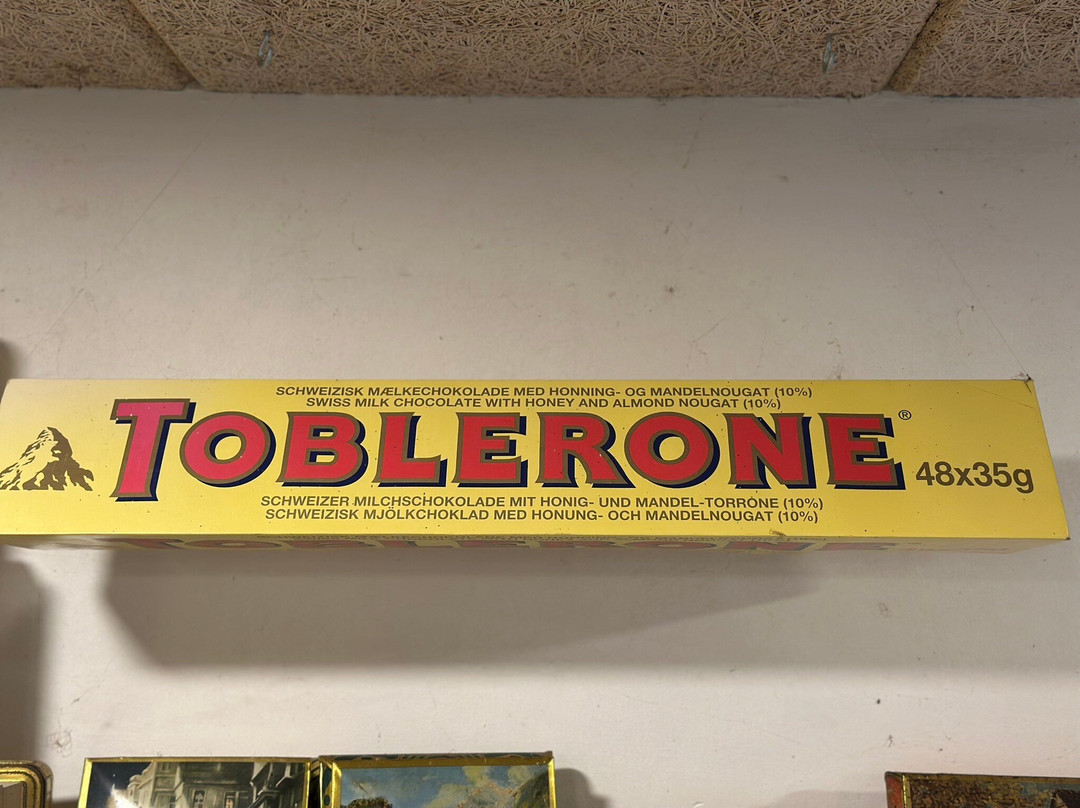 SCHWEIZISK MÆLKECHOKOLADE MED HONNING- OG MANDELNOUGAT (10%)
SWISS MILK CHOCOLATE WITH HONEY AND ALMOND NOUGAT (10%)
TOBLERONE®
48x35g
SCHWEIZER MILCHSCHOKOLADE MIT HONIG- UND MANDEL-TORRONE (10%)
SCHWEIZISK MJÖLKCHOKLAD MED HONUNG- OCH MANDELNOUGAT (10%)
TOBLERONE